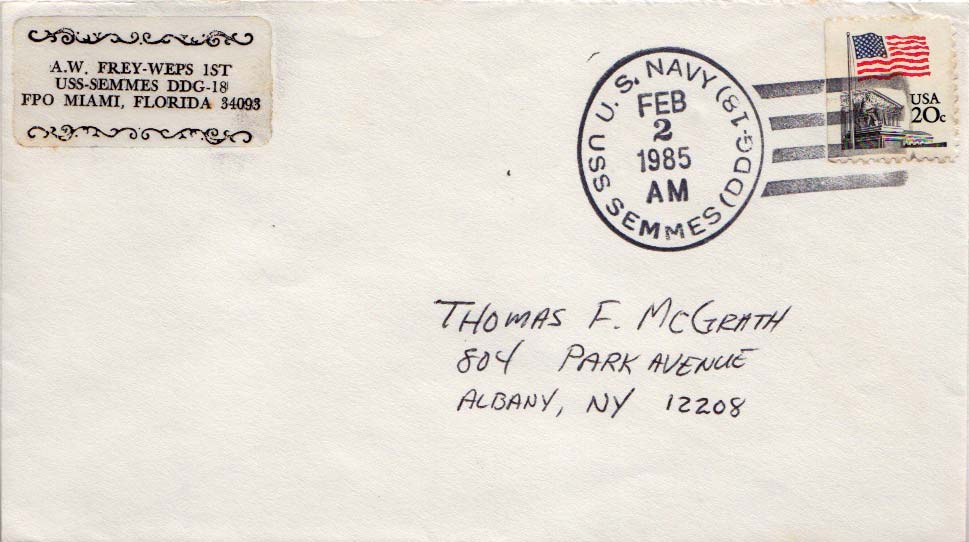 A.W. FREY-WEPS 1ST
USS-SEMMES DDG-18
FPO MIAMI, FLORIDA 34093
U.S. NAVY
FEB
2
1985
AM
USS SEMMES (DDG-18)
USA
20c
THOMAS F. MCGRATH
804 PARK AVENUE
ALBANY, NY 12208